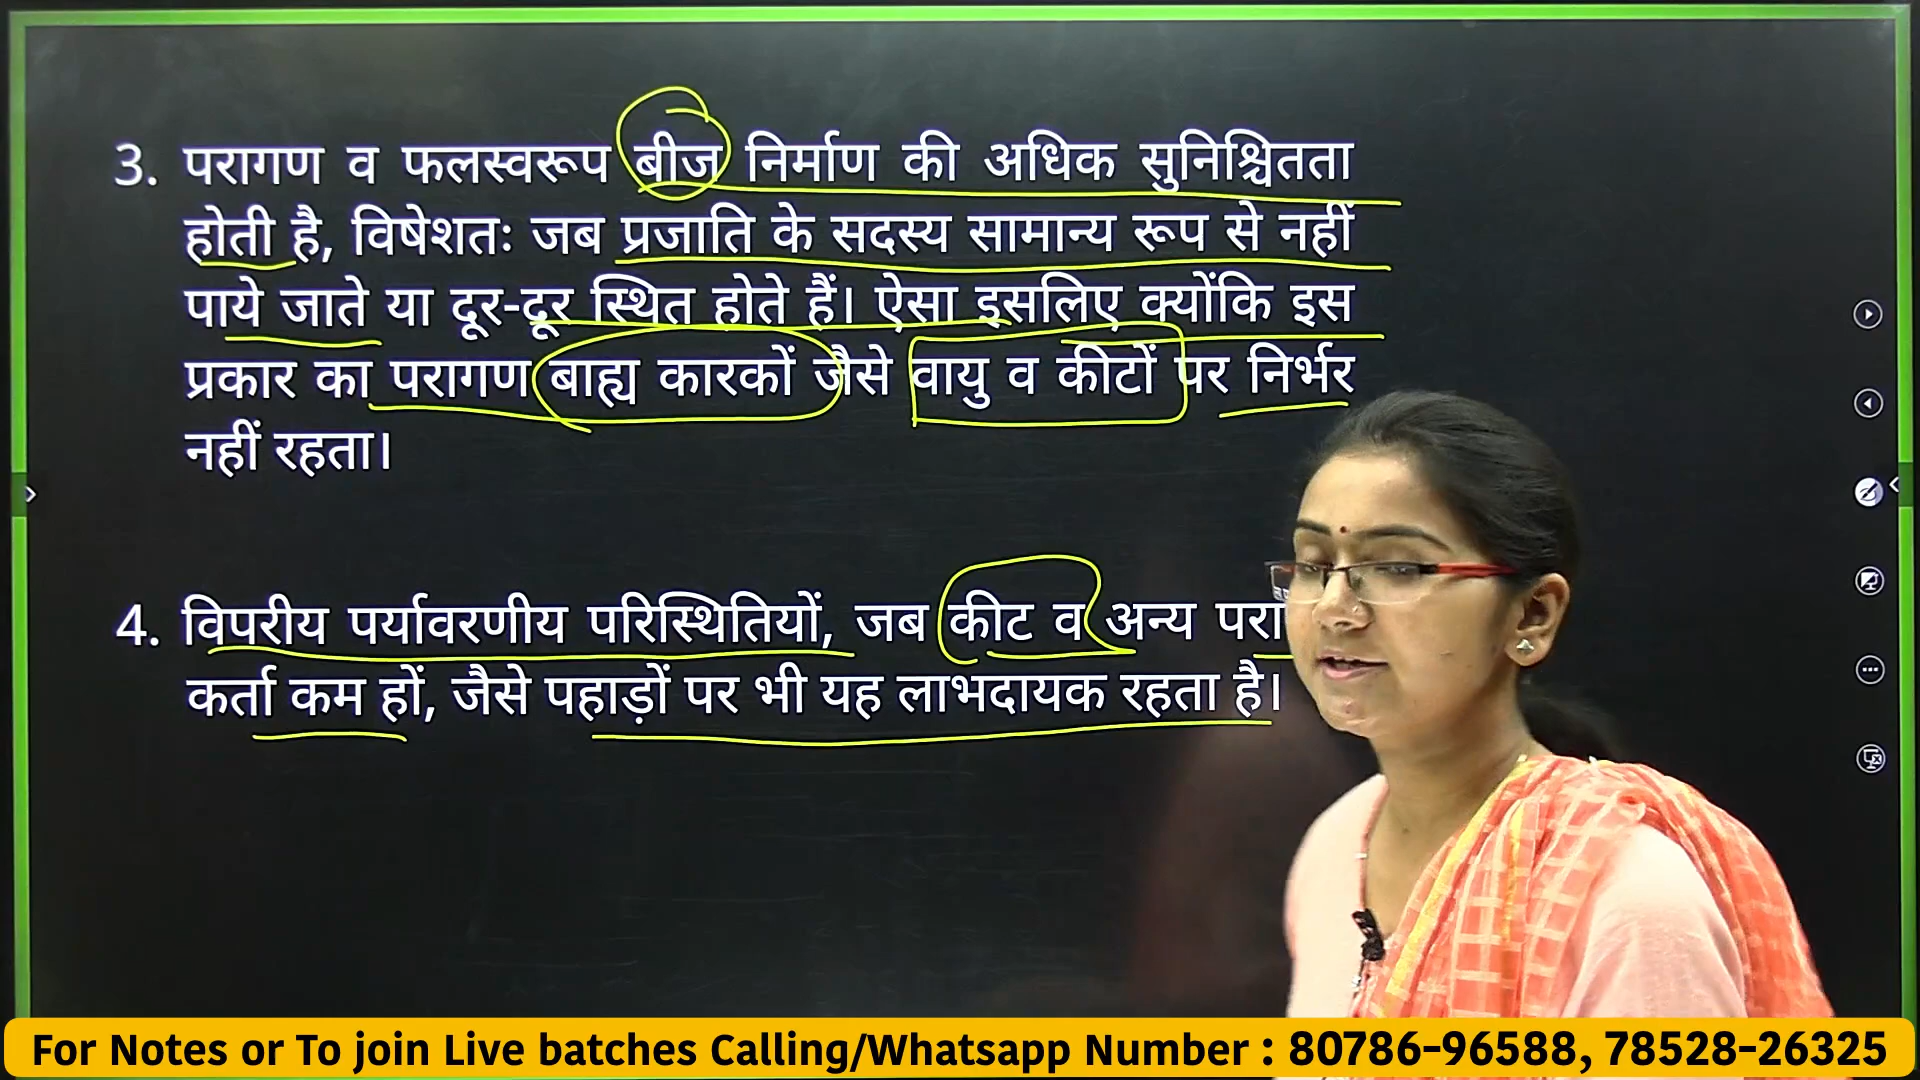 3. परागण व फलस्वरूप बीज निर्माण की अधिक सुनिश्चितता
होती है, विषेशतः जब प्रजाति के सदस्य सामान्य रूप से नहीं
पाये जाते या दूर-दूर स्थित होते हैं। ऐसा इसलिए क्योंकि इस
प्रकार का परागण बाह्य कारकों जैसे वायु व कीटों पर निर्भर
नहीं रहता।
4. विपरीय पर्यावरणीय परिस्थितियों, जब कीट व अन्य
कर्ता कम हों, जैसे पहाड़ों पर भी यह लाभदायक रहता है।
For Notes or To join Live batches Calling/Whatsapp Number : 80786-96588, 78528-26325